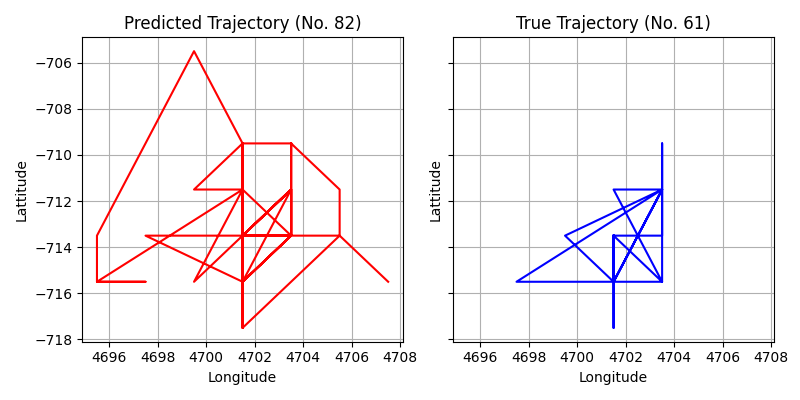 Predicted Trajectory (No. 82)
Lattitude
−706
−708
−710
−712
−714
−716
−718
4696 4698 4700 4702 4704 4706 4708
Longitude
True Trajectory (No. 61)
Lattitude
4696 4698 4700 4702 4704 4706 4708
Longitude